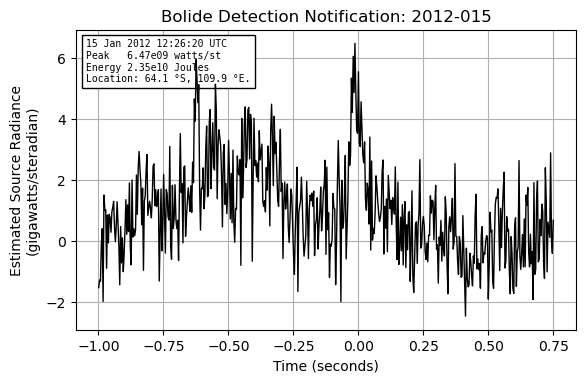 Bolide Detection Notification: 2012-015
15 Jan 2012 12:26:20 UTC
Peak   6.47e09 watts/st
Energy 2.35e10 Joules
Location: 64.1 °S, 109.9 °E.
Estimated Source Radiance
(gigawatts/steradian)
6
4
2
0
−2
−1.00 −0.75 −0.50 −0.25 0.00 0.25 0.50 0.75
Time (seconds)